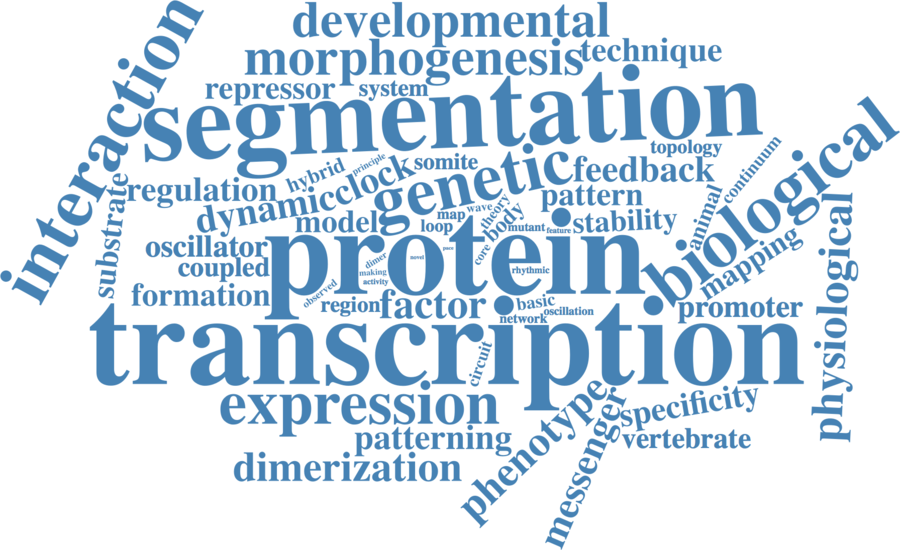 developmental
morphogenesis
technique
interaction
repressor
system
segmentation
topology
continuum
biological
principle
hybrid
clock
somite
genetic
feedback
regulation
substrate
dynamic
pattern
animal
map
wave
theory
body
model
loop
mutant
feature
stability
oscillator
protein
core
pace
novel
dimer
making
activity
rhythmic
coupled
mapping
physiological
formation
observed
region
factor
basic
oscillation
network
promoter
transcription
circuit
expression
phenotype
specificity
messenger
patterning
vertebrate
dimerization